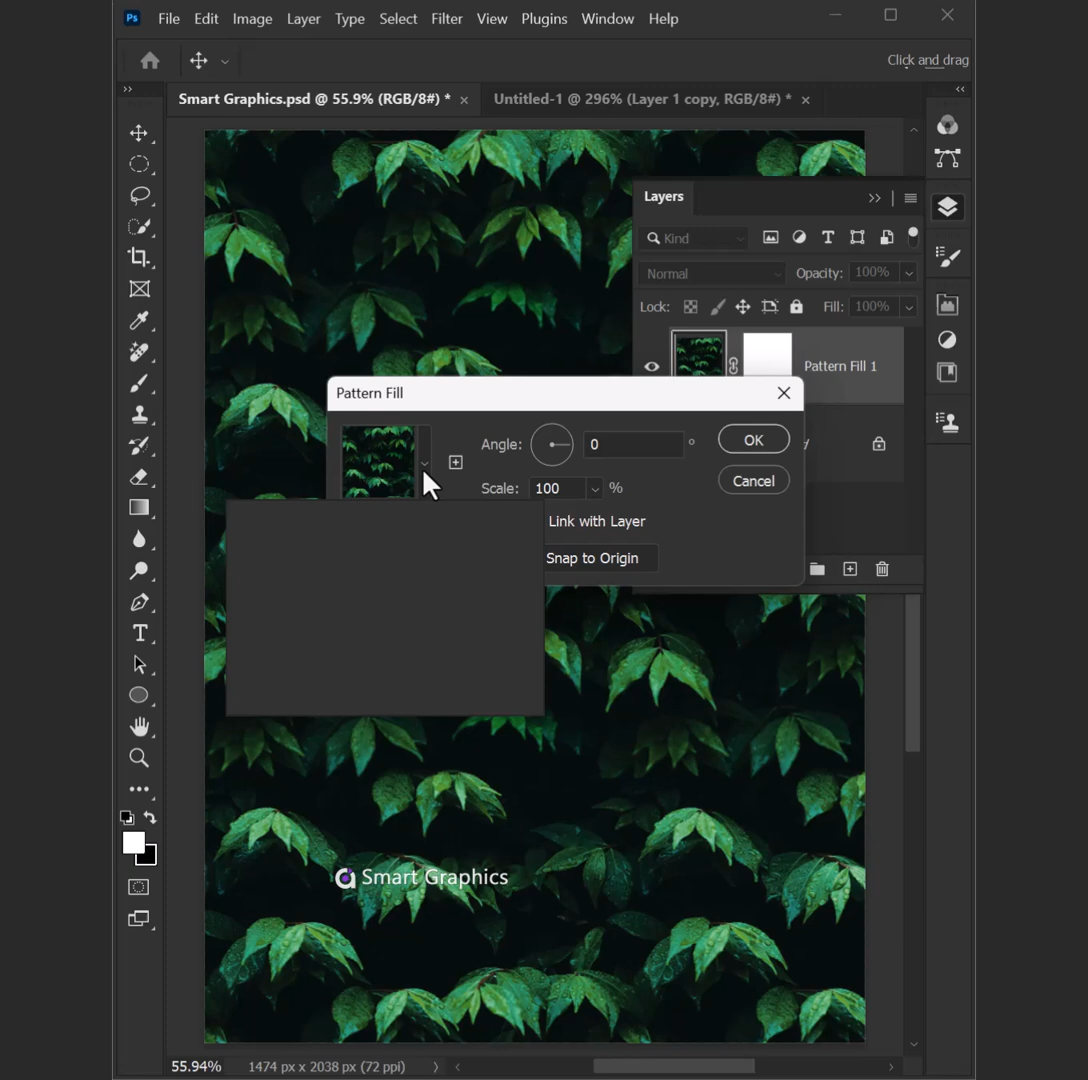 Ps File Edit Image Layer Type Select Filter View Plugins Window Help
Click and drag
Smart Graphics.psd @ 55.9% (RGB/8#) *
Untitled-1 @ 296% (Layer 1 copy, RGB/8#) *
Layers
Kind
Normal Opacity: 100%
Lock: Fill: 100%
Pattern Fill 1
Pattern Fill
Angle: 0 °
OK
Scale: 100 %
Cancel
Link with Layer
Snap to Origin
Smart Graphics
55.94% 1474 px x 2038 px (72 ppi)